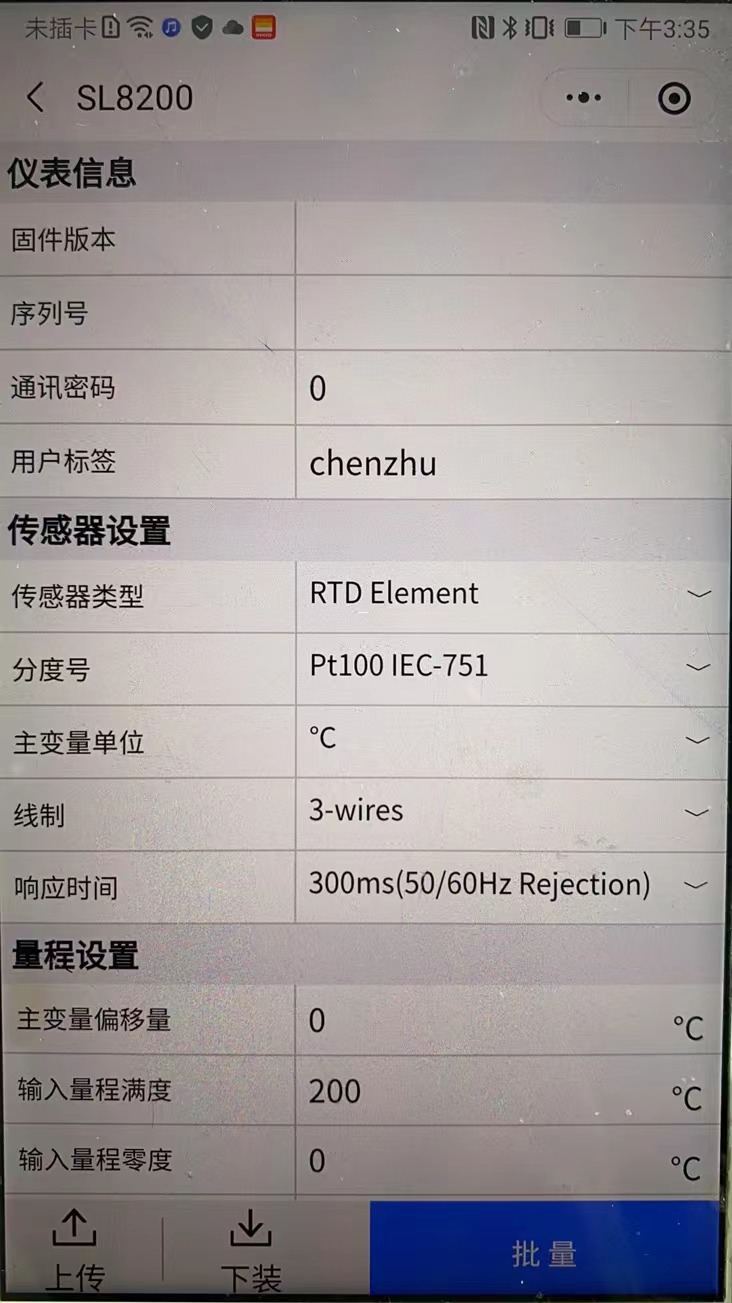 未插卡 下午3:35
SL8200
仪表信息
固件版本
序列号
通讯密码 0
用户标签 chenzhu
传感器设置
传感器类型 RTD Element
分度号 Pt100 IEC-751
主变量单位 °C
线制 3-wires
响应时间 300ms(50/60Hz Rejection)
量程设置
主变量偏移量 0 °C
输入量程满度 200 °C
输入量程零度 0 °C
上传 下装 批量